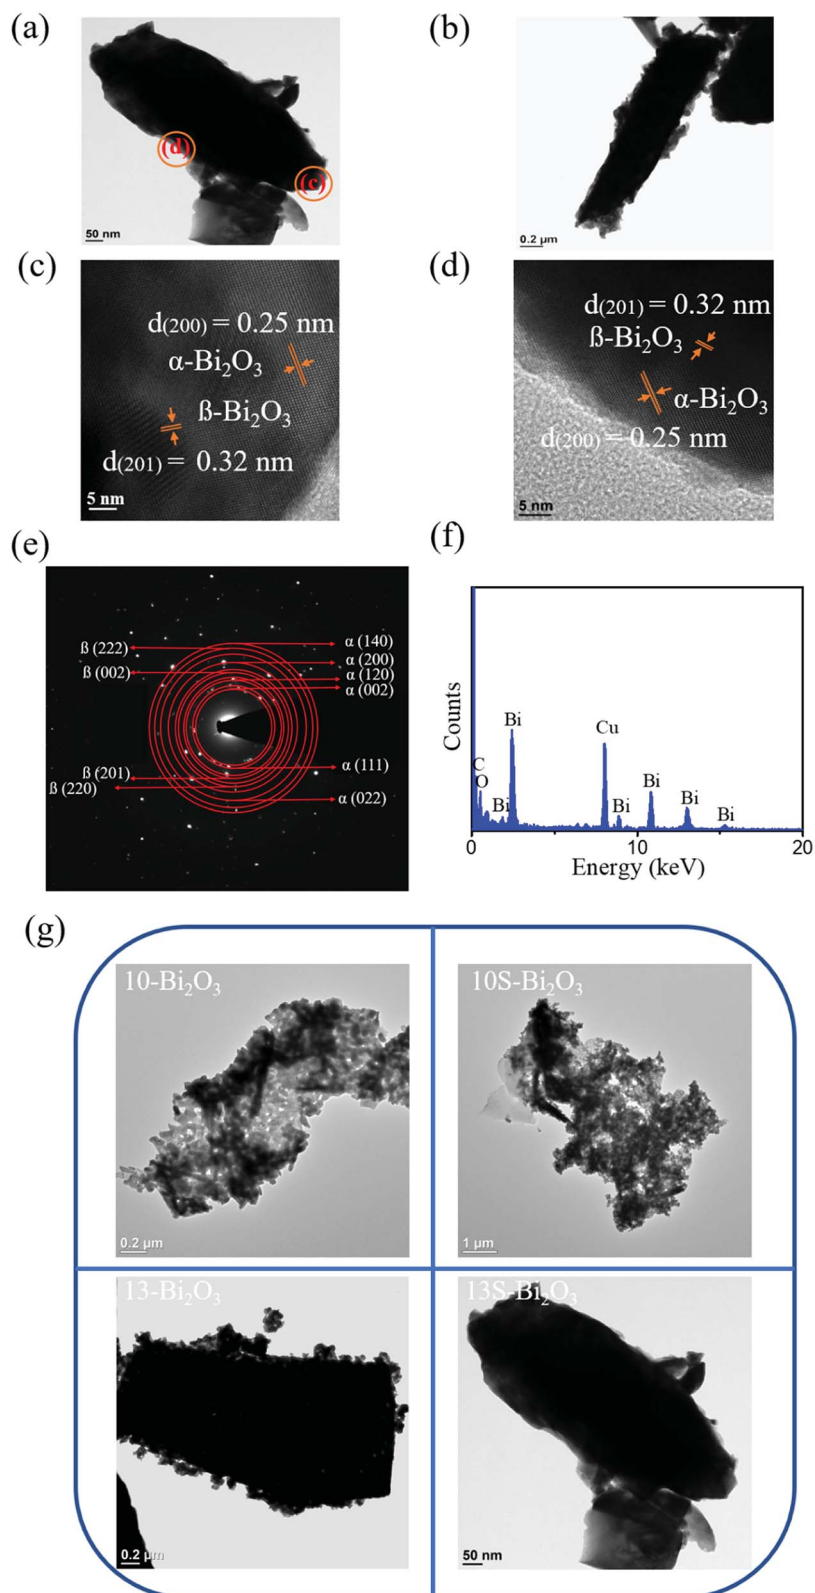 (a)
(d)
(c)
50 nm
(b)
0.2 µm
(c)
d(200) = 0.25 nm
α-Bi2O3
ß-Bi2O3
d(201) = 0.32 nm
5 nm
(d)
d(201) = 0.32 nm
ß-Bi2O3
α-Bi2O3
d(200) = 0.25 nm
5 nm
(e)
ß (222)
ß (002)
α (140)
α (200)
α (120)
α (002)
ß (201)
ß (220)
α (111)
α (022)
(f)
Counts
C
O
Bi
Bi
Cu
Bi
Bi
Bi
Bi
0
10
20
Energy (keV)
(g)
10-Bi2O3
0.2 µm
10S-Bi2O3
1 µm
13-Bi2O3
0.2 µm
13S-Bi2O3
50 nm